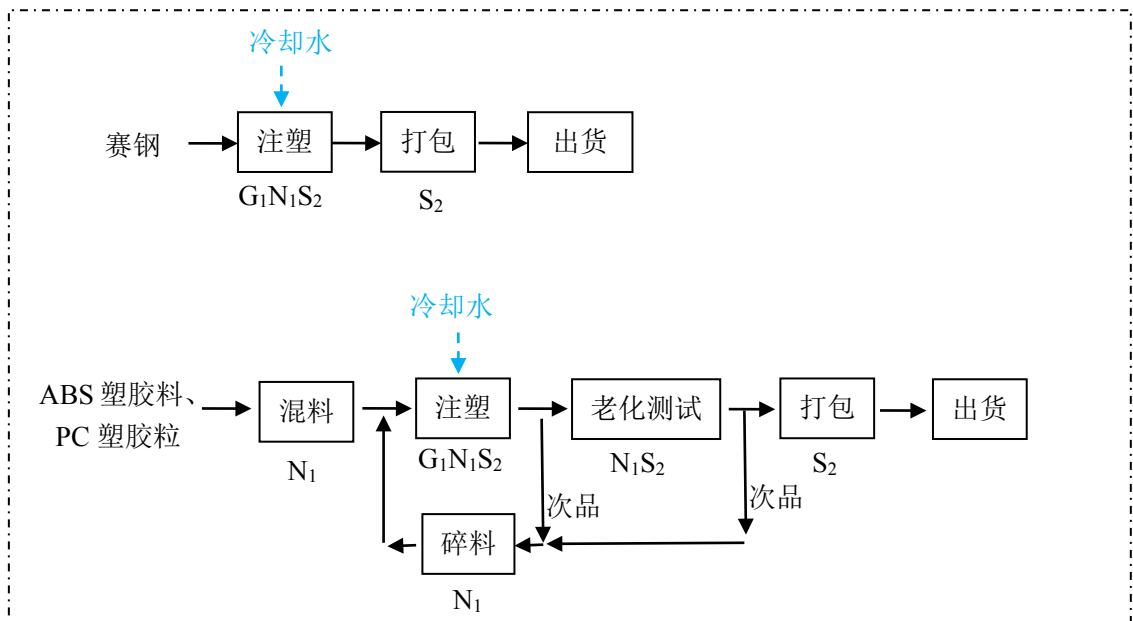 冷却水
赛钢
注塑
打包
出货
G₁N₁S₂
S₂
冷却水
ABS 塑胶料、
PC 塑胶粒
混料
注塑
老化测试
打包
出货
N₁
G₁N₁S₂
N₁S₂
S₂
次品
次品
碎料
N₁